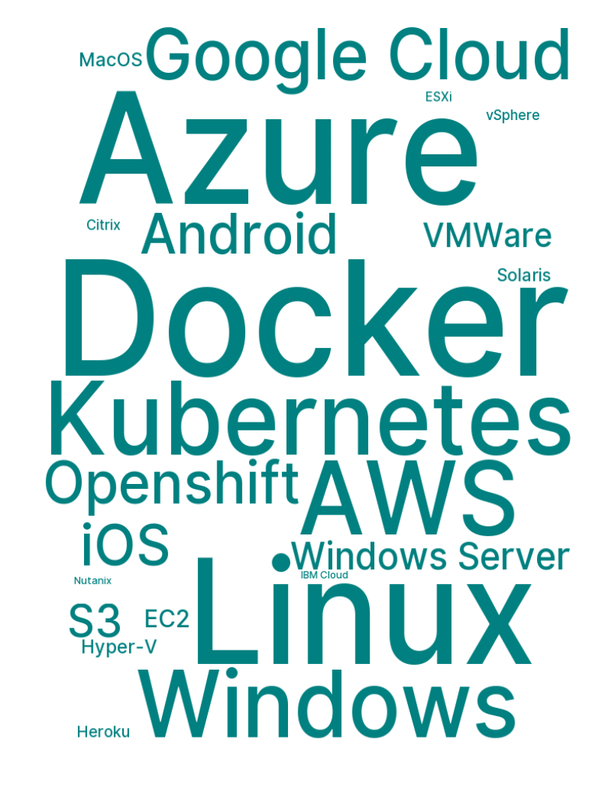 MacOS Google Cloud
ESXi
vSphere
Azure
Citrix Android VMWare
Solaris
Docker
Kubernetes
Openshift AWS
iOS
Windows Server
IBM Cloud
Nutanix
Linux
S3 EC2
Hyper-V
Windows
Heroku